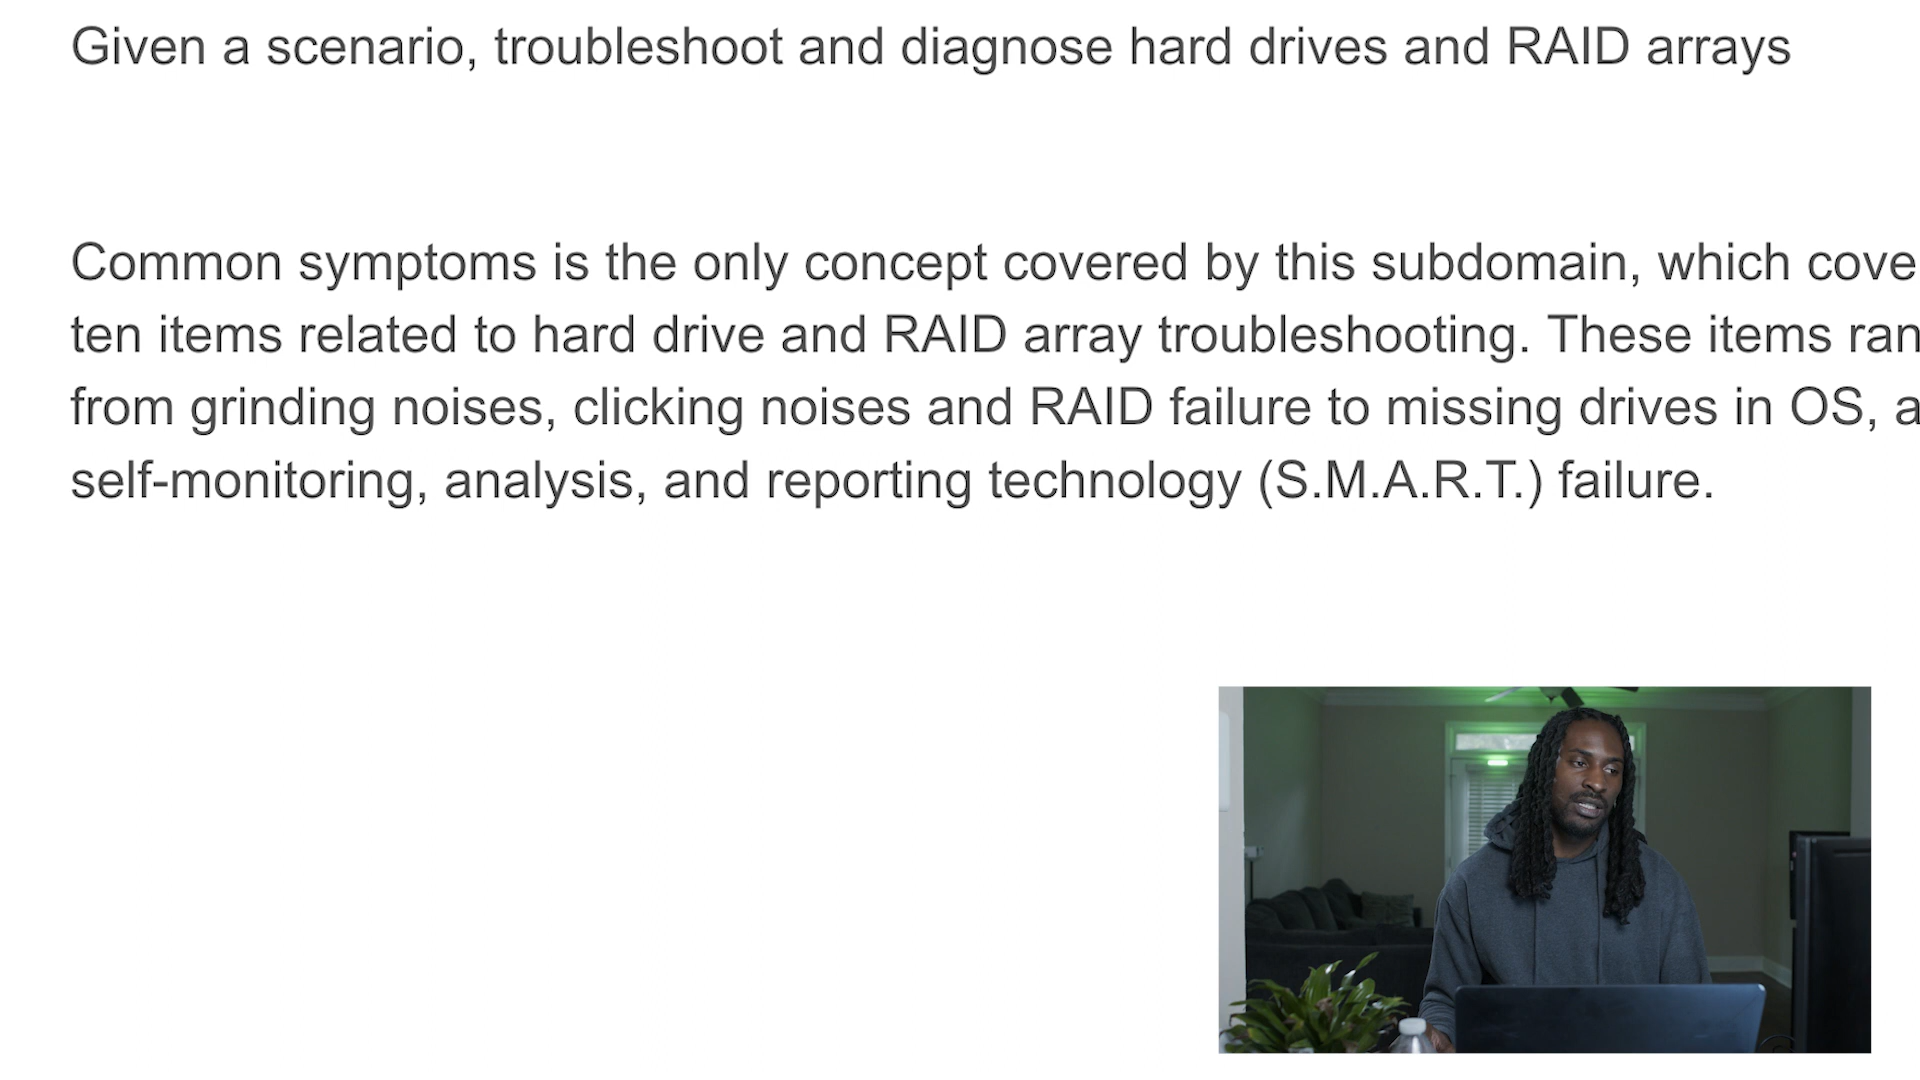 Given a scenario, troubleshoot and diagnose hard drives and RAID arrays
Common symptoms is the only concept covered by this subdomain, which cove
ten items related to hard drive and RAID array troubleshooting. These items ran
from grinding noises, clicking noises and RAID failure to missing drives in OS, a
self-monitoring, analysis, and reporting technology (S.M.A.R.T.) failure.